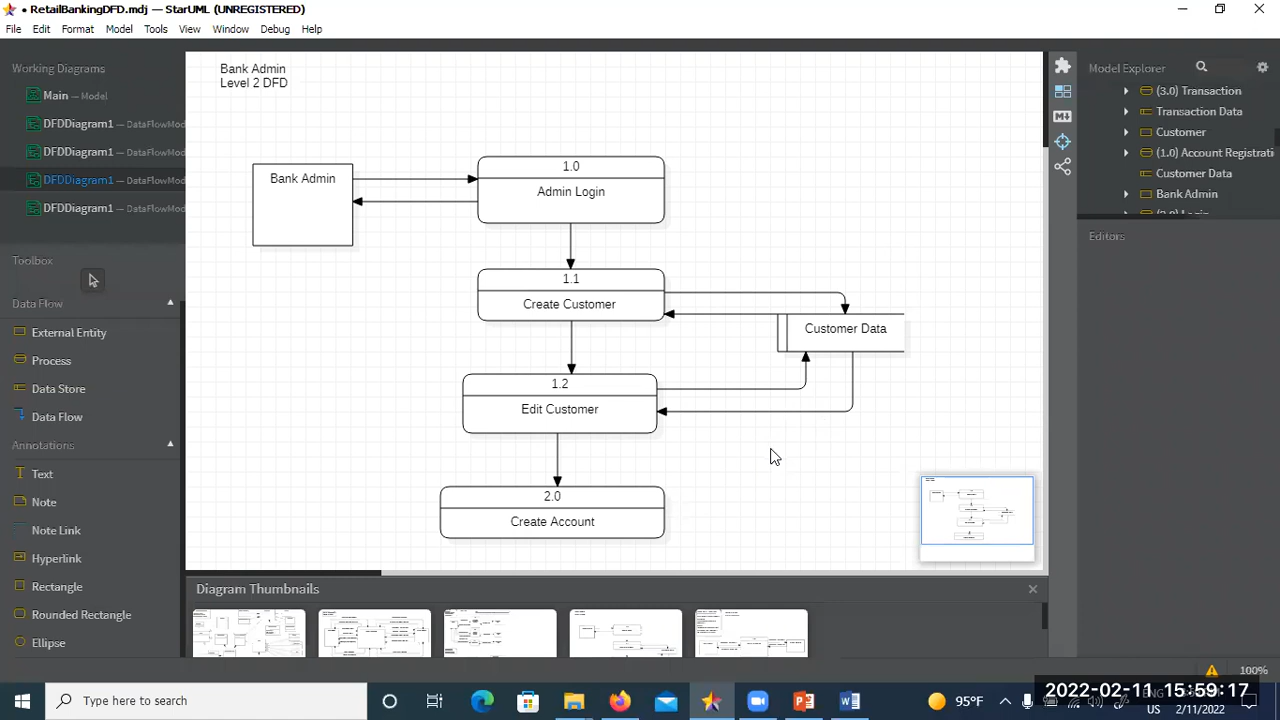 • RetailBankingDFD.mdj — StarUML (UNREGISTERED)
File Edit Format Model Tools View Window Debug Help
Working Diagrams
Main — Model
DFDDiagram1 — DataFlowMod
DFDDiagram1 — DataFlowMod
DFDDiagram1 — DataFlowMod
DFDDiagram1 — DataFlowMod
Toolbox
Data Flow
External Entity
Process
Data Store
Data Flow
Annotations
Text
Note
Note Link
Hyperlink
Rectangle
Rounded Rectangle
Ellipse
Bank Admin
Level 2 DFD
Bank Admin
1.0
Admin Login
1.1
Create Customer
Customer Data
1.2
Edit Customer
2.0
Create Account
Diagram Thumbnails
M+
Model Explorer
(3.0) Transaction
Transaction Data
Customer
(1.0) Account Registrati
Customer Data
Bank Admin
(2.0) Login
Editors
100%
Type here to search
95°F
ENG
US
2022-02-11 15:59:17
2/11/2022